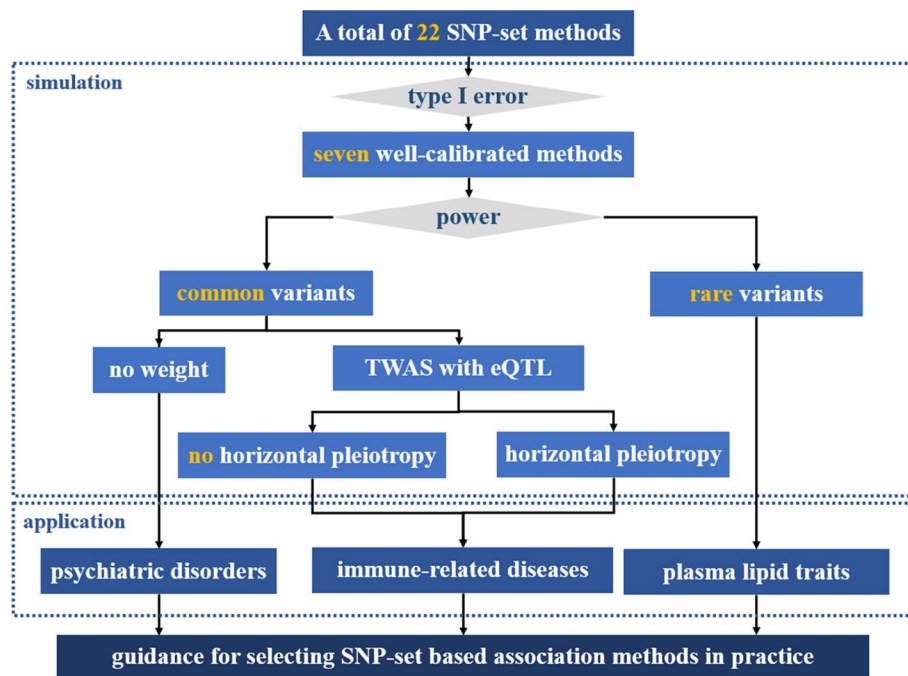 A total of 22 SNP-set methods
simulation
type I error
seven well-calibrated methods
power
common variants
rare variants
no weight
TWAS with eQTL
no horizontal pleiotropy
horizontal pleiotropy
application
psychiatric disorders
immune-related diseases
plasma lipid traits
guidance for selecting SNP-set based association methods in practice